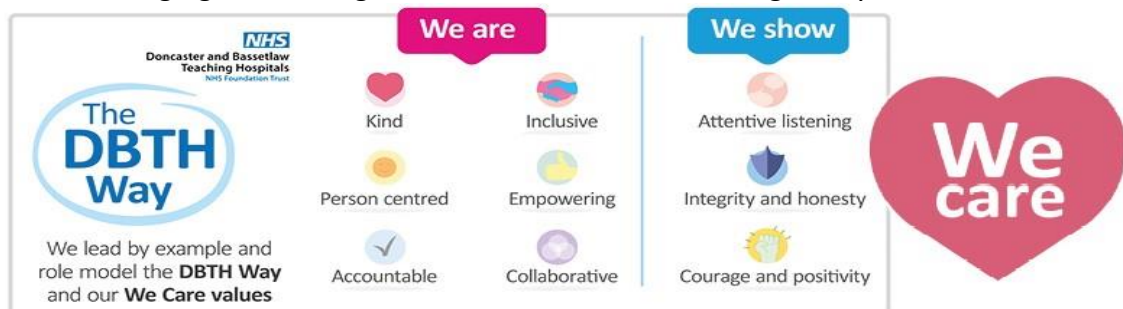 NHS
Doncaster and Bassetlaw
Teaching Hospitals
NHS Foundation Trust
The
DBTH
Way
We lead by example and
role model the DBTH Way
and our We Care values
We are
Kind
Inclusive
Person centred
Empowering
Accountable
Collaborative
We show
Attentive listening
Integrity and honesty
Courage and positivity
We
care